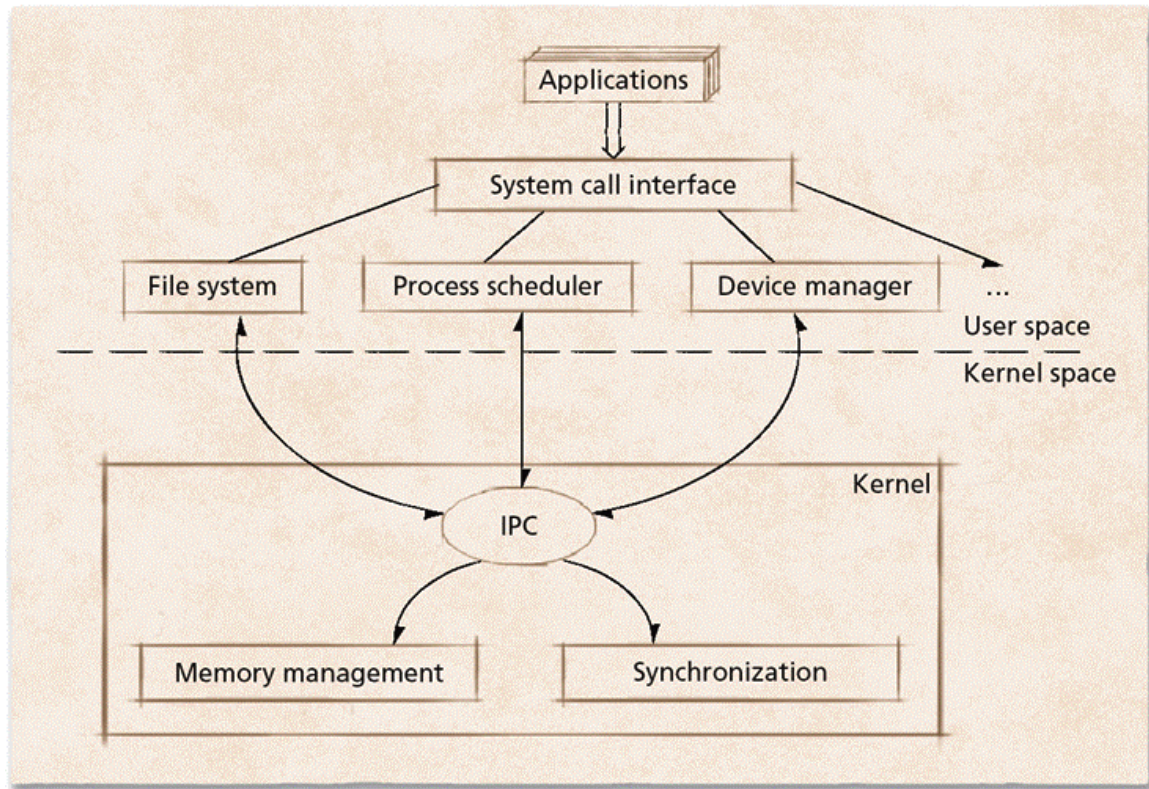 Applications
System call interface
File system
Process scheduler
Device manager
...
User space
Kernel space
Kernel
IPC
Memory management
Synchronization